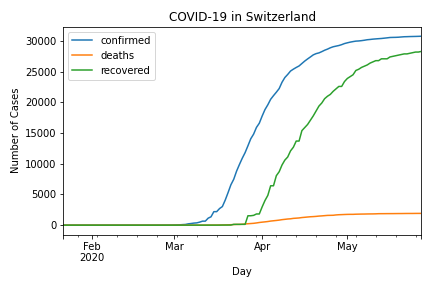 COVID-19 in Switzerland
confirmed
deaths
recovered
Number of Cases
30000
25000
20000
15000
10000
5000
0
Feb
2020
Mar
Apr
May
Day